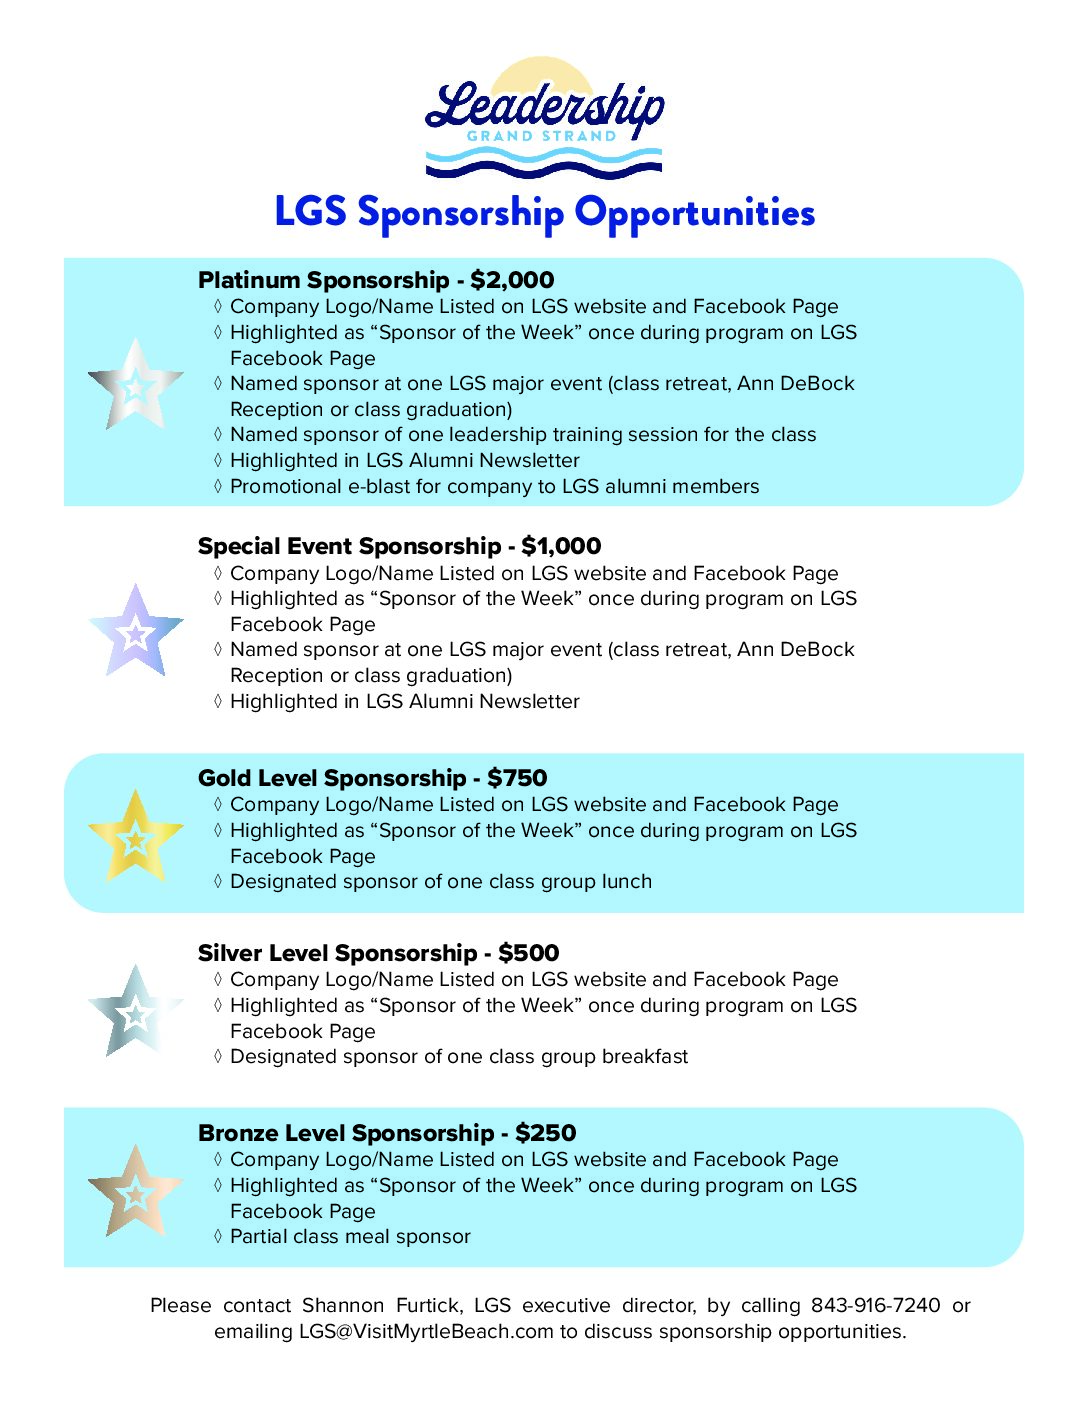 Leadership
GRAND STRAND
LGS Sponsorship Opportunities
Platinum Sponsorship - $2,000
◊ Company Logo/Name Listed on LGS website and Facebook Page
◊ Highlighted as “Sponsor of the Week” once during program on LGS
Facebook Page
◊ Named sponsor at one LGS major event (class retreat, Ann DeBock
Reception or class graduation)
◊ Named sponsor of one leadership training session for the class
◊ Highlighted in LGS Alumni Newsletter
◊ Promotional e-blast for company to LGS alumni members
Special Event Sponsorship - $1,000
◊ Company Logo/Name Listed on LGS website and Facebook Page
◊ Highlighted as “Sponsor of the Week” once during program on LGS
Facebook Page
◊ Named sponsor at one LGS major event (class retreat, Ann DeBock
Reception or class graduation)
◊ Highlighted in LGS Alumni Newsletter
Gold Level Sponsorship - $750
◊ Company Logo/Name Listed on LGS website and Facebook Page
◊ Highlighted as “Sponsor of the Week” once during program on LGS
Facebook Page
◊ Designated sponsor of one class group lunch
Silver Level Sponsorship - $500
◊ Company Logo/Name Listed on LGS website and Facebook Page
◊ Highlighted as “Sponsor of the Week” once during program on LGS
Facebook Page
◊ Designated sponsor of one class group breakfast
Bronze Level Sponsorship - $250
◊ Company Logo/Name Listed on LGS website and Facebook Page
◊ Highlighted as “Sponsor of the Week” once during program on LGS
Facebook Page
◊ Partial class meal sponsor
Please contact Shannon Furtick, LGS executive director, by calling 843-916-7240 or
emailing LGS@VisitMyrtleBeach.com to discuss sponsorship opportunities.